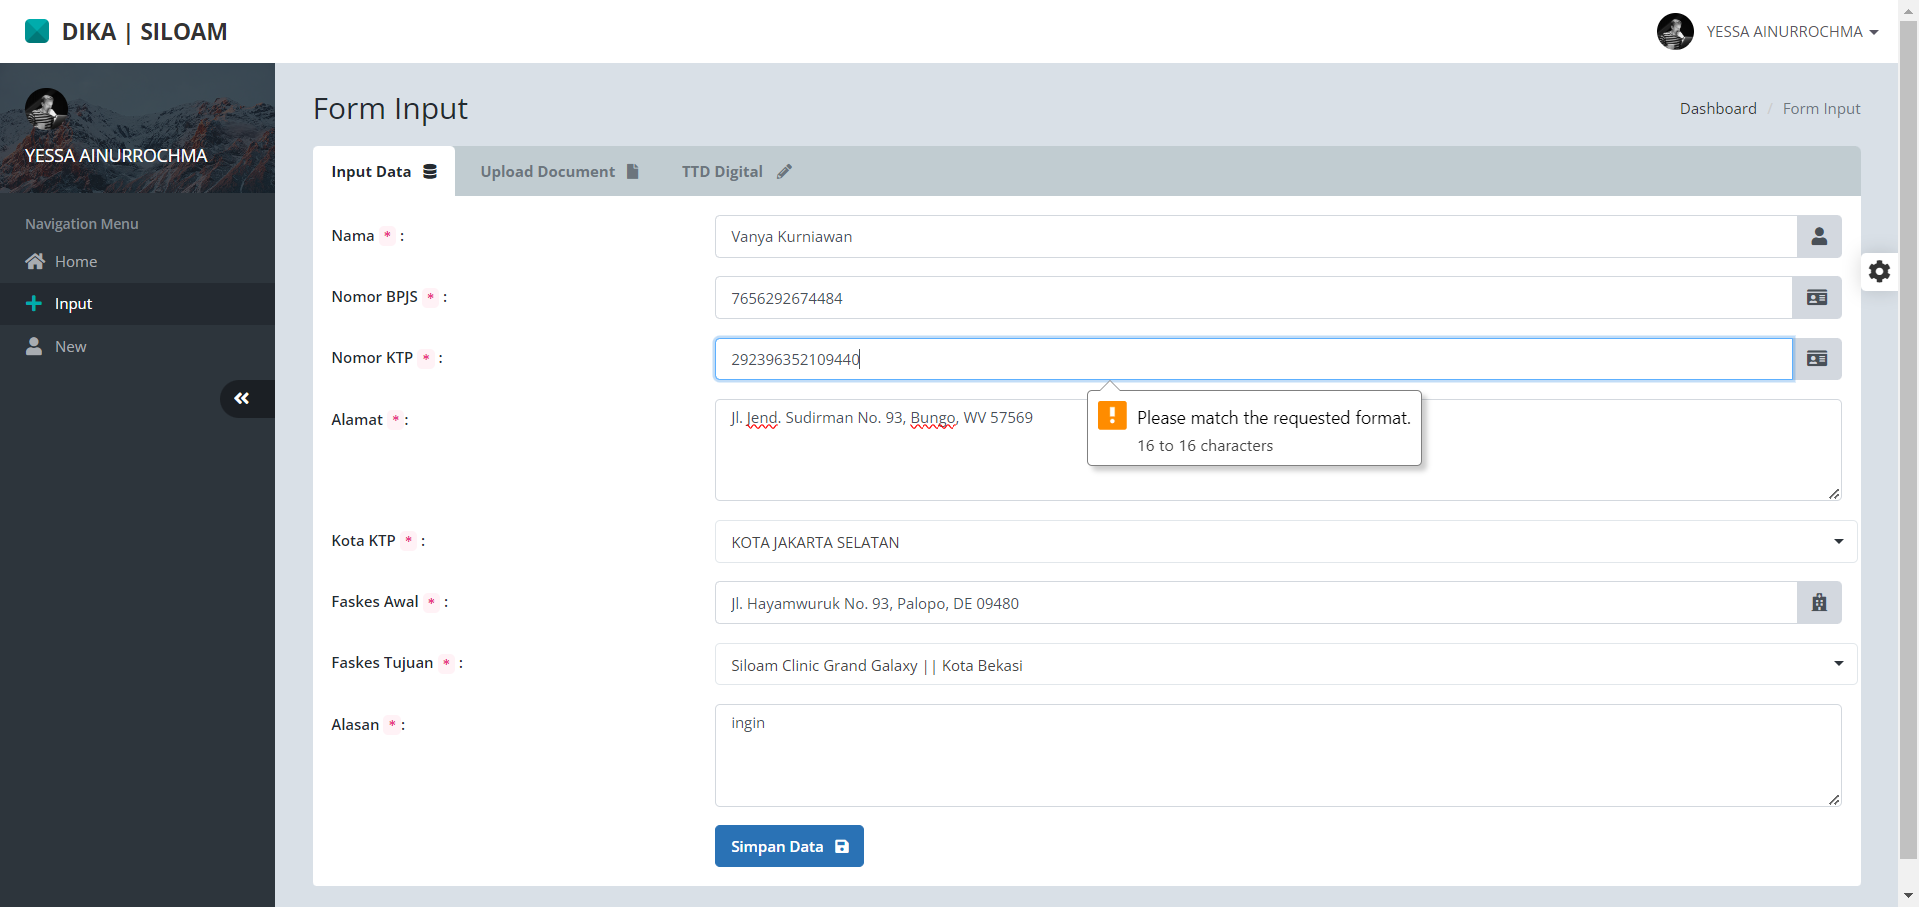 DIKA | SILOAM
YESSA AINURROCHMA
YESSA AINURROCHMA
Navigation Menu
Home
Input
New
Form Input
Dashboard / Form Input
Input Data
Upload Document
TTD Digital
Nama * :
Vanya Kurniawan
Nomor BPJS * :
7656292674484
Nomor KTP * :
292396352109440
Please match the requested format.
16 to 16 characters
Alamat * :
Jl. Jend. Sudirman No. 93, Bungo, WV 57569
Kota KTP * :
KOTA JAKARTA SELATAN
Faskes Awal * :
Jl. Hayamwuruk No. 93, Palopo, DE 09480
Faskes Tujuan * :
Siloam Clinic Grand Galaxy || Kota Bekasi
Alasan * :
ingin
Simpan Data